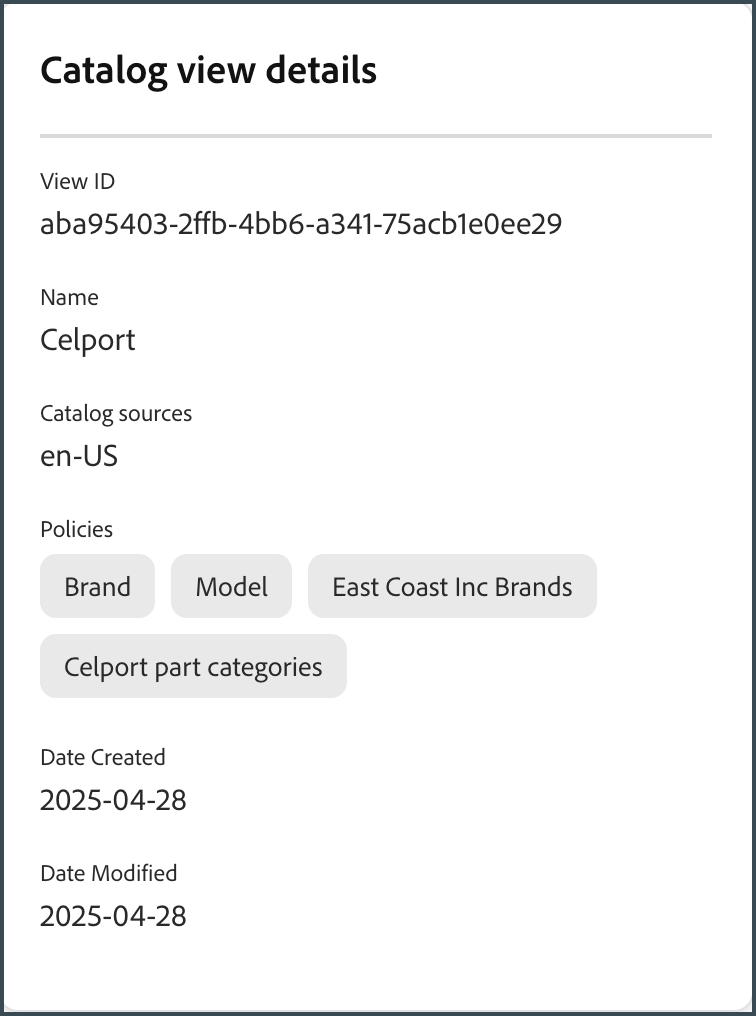 Catalog view details
View ID
aba95403-2ffb-4bb6-a341-75acb1e0ee29
Name
Celport
Catalog sources
en-US
Policies
Brand Model East Coast Inc Brands
Celport part categories
Date Created
2025-04-28
Date Modified
2025-04-28